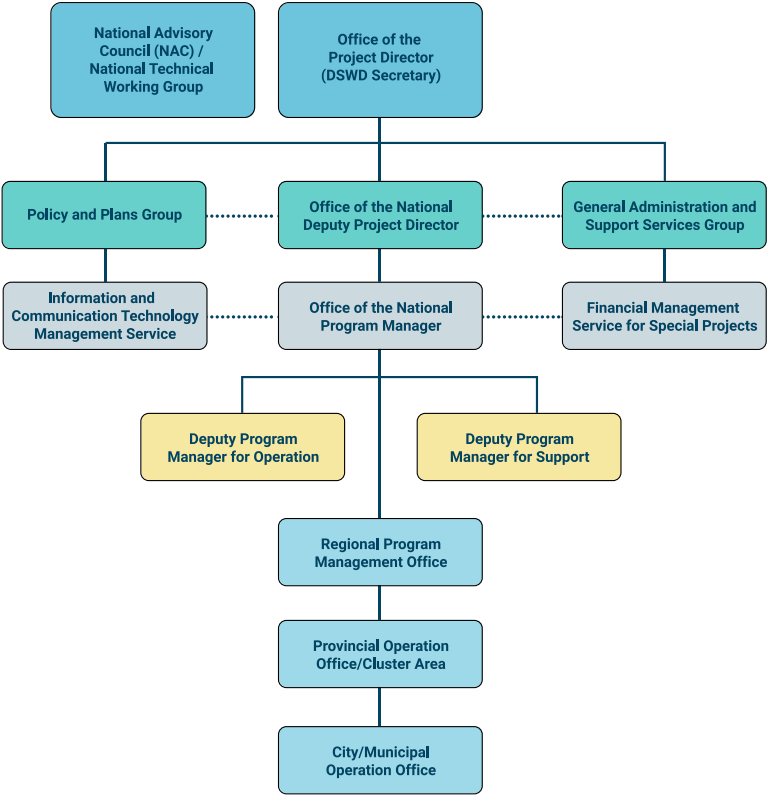 National Advisory
Council (NAC) /
National Technical
Working Group
Office of the
Project Director
(DSWD Secretary)
Policy and Plans Group
Office of the National
Deputy Project Director
General Administration and
Support Services Group
Information and
Communication Technology
Management Service
Office of the National
Program Manager
Financial Management
Service for Special Projects
Deputy Program
Manager for Operation
Deputy Program
Manager for Support
Regional Program
Management Office
Provincial Operation
Office/Cluster Area
City/Municipal
Operation Office